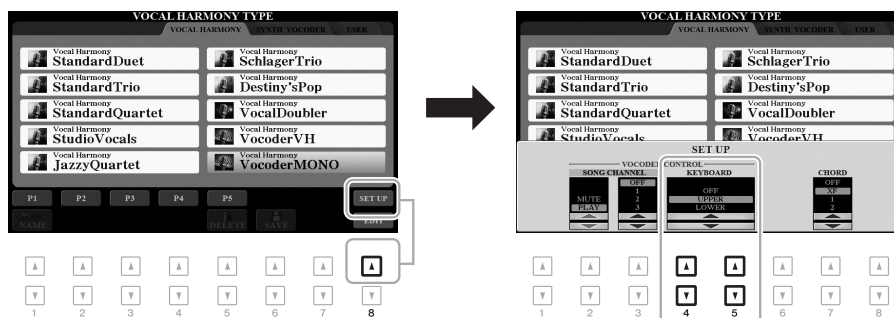 VOCAL HARMONY TYPE
VOCAL HARMONY SYNTH VOCODER USER
Vocal Harmony
StandardDuet
Vocal Harmony
SchlagerTrio
Vocal Harmony
StandardTrio
Vocal Harmony
Destiny'sPop
Vocal Harmony
StandardQuartet
Vocal Harmony
VocalDoubler
Vocal Harmony
StudioVocals
Vocal Harmony
VocoderVH
Vocal Harmony
JazzyQuartet
Vocal Harmony
VocoderMONO
P1 P2 P3 P4 P5 SET UP
NAME DELETE SAVE EDIT
1 2 3 4 5 6 7 8
VOCAL HARMONY TYPE
VOCAL HARMONY SYNTH VOCODER USER
Vocal Harmony
StandardDuet
Vocal Harmony
SchlagerTrio
Vocal Harmony
StandardTrio
Vocal Harmony
Destiny'sPop
Vocal Harmony
StandardQuartet
Vocal Harmony
VocalDoubler
Vocal Harmony
StudioVocals
Vocal Harmony
VocoderVH
SET UP
VOCODER CONTROL
SONG CHANNEL KEYBOARD CHORD
MUTE
PLAY
OFF
1
2
3
OFF
UPPER
LOWER
OFF
XF
1
2
1 2 3 4 5 6 7 8